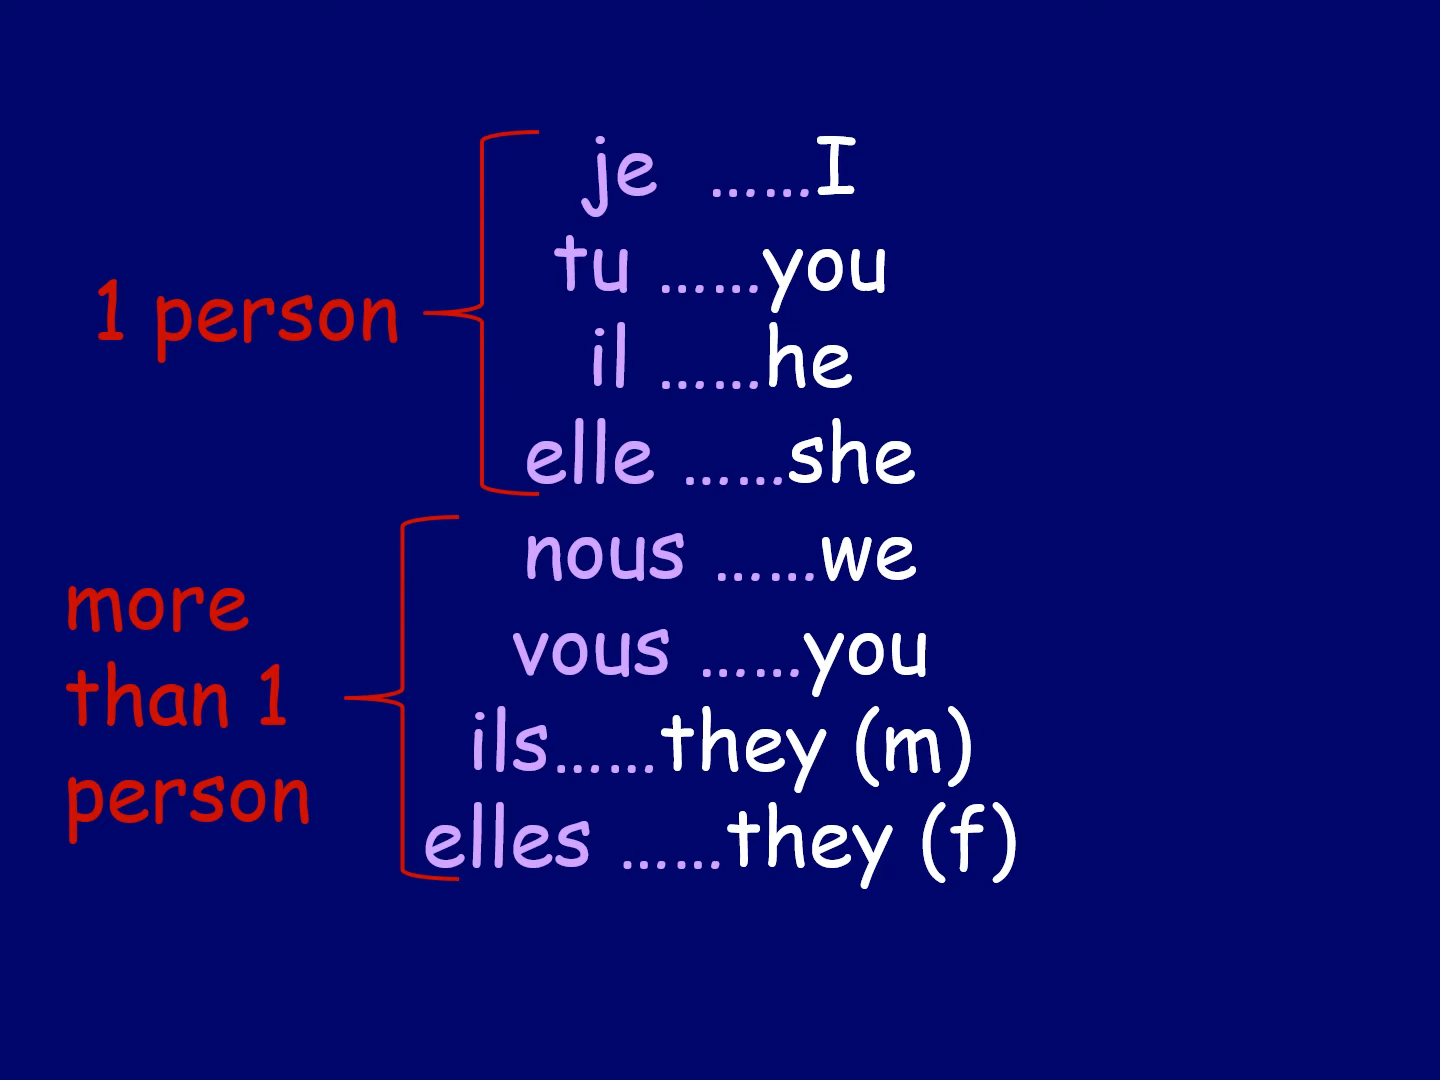 je ……I
tu ……you
1 person
il ……he
elle ……she
nous ……we
more
than 1
person
vous ……you
ils……they (m)
elles ……they (f)